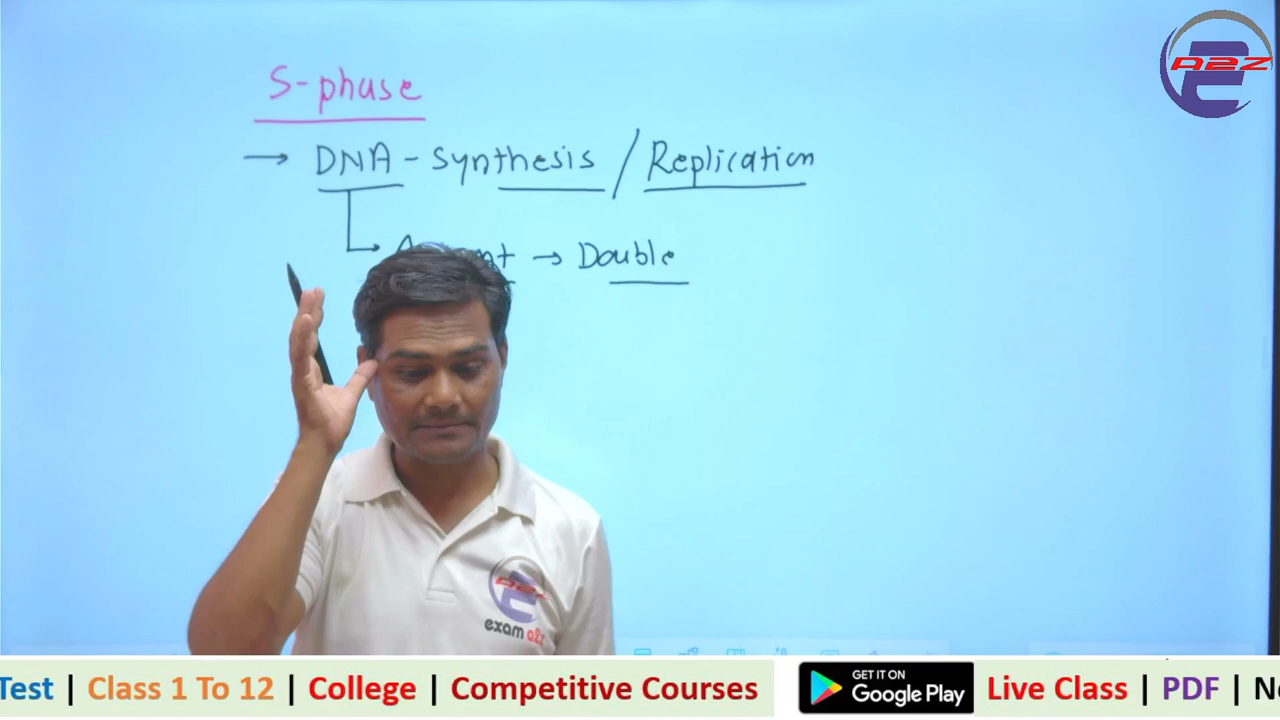 S-phase
→ DNA - Synthesis / Replication
→ Double
A2Z
A2Z
exam a2z
Test | Class 1 To 12 | College | Competitive Courses
GET IT ON
Google Play
Live Class | PDF |